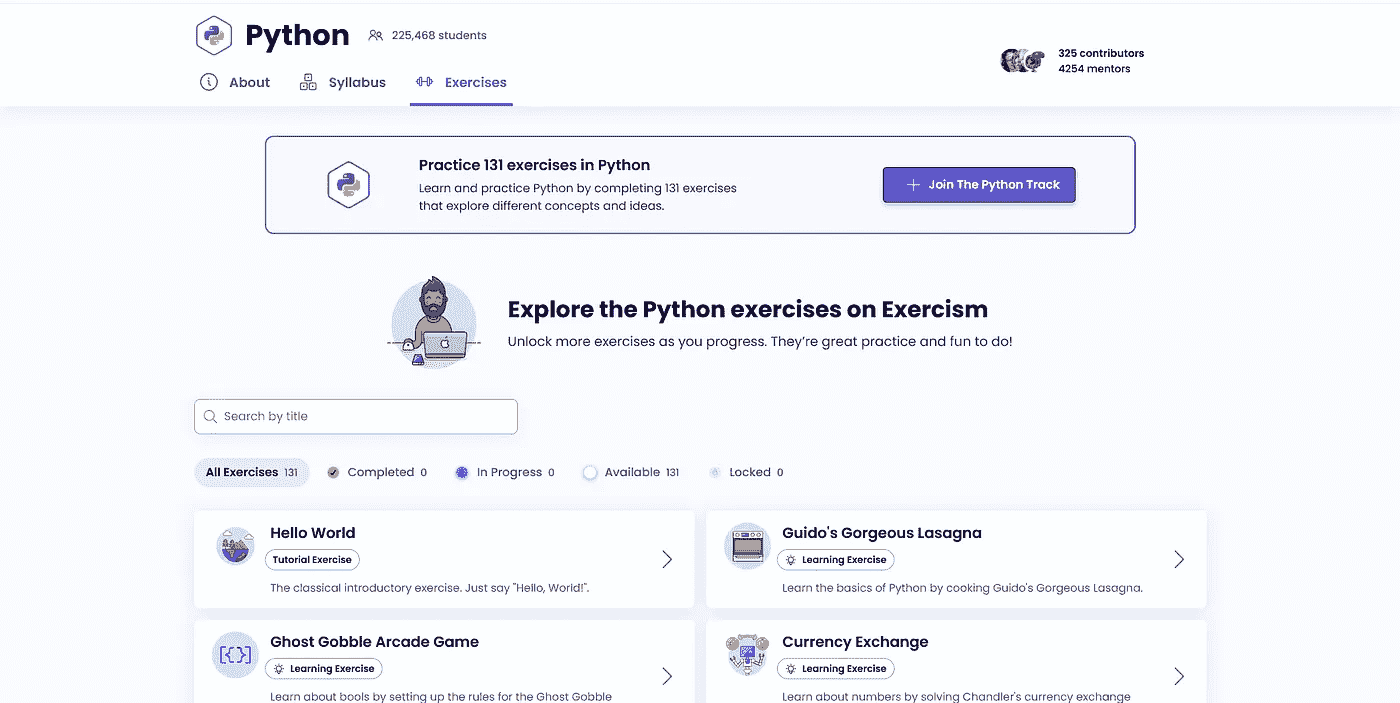 Python 225,468 students
325 contributors
4254 mentors
About Syllabus Exercises
Practice 131 exercises in Python
Learn and practice Python by completing 131 exercises
that explore different concepts and ideas.
Join The Python Track
Explore the Python exercises on Exercism
Unlock more exercises as you progress. They’re great practice and fun to do!
Search by title
All Exercises 131 Completed 0 In Progress 0 Available 131 Locked 0
Hello World
Tutorial Exercise
The classical introductory exercise. Just say "Hello, World!".
Guido's Gorgeous Lasagna
Learning Exercise
Learn the basics of Python by cooking Guido's Gorgeous Lasagna.
Ghost Gobble Arcade Game
Learning Exercise
Learn about bools by setting up the rules for the Ghost Gobble
Currency Exchange
Learning Exercise
Learn about numbers by solving Chandler's currency exchange